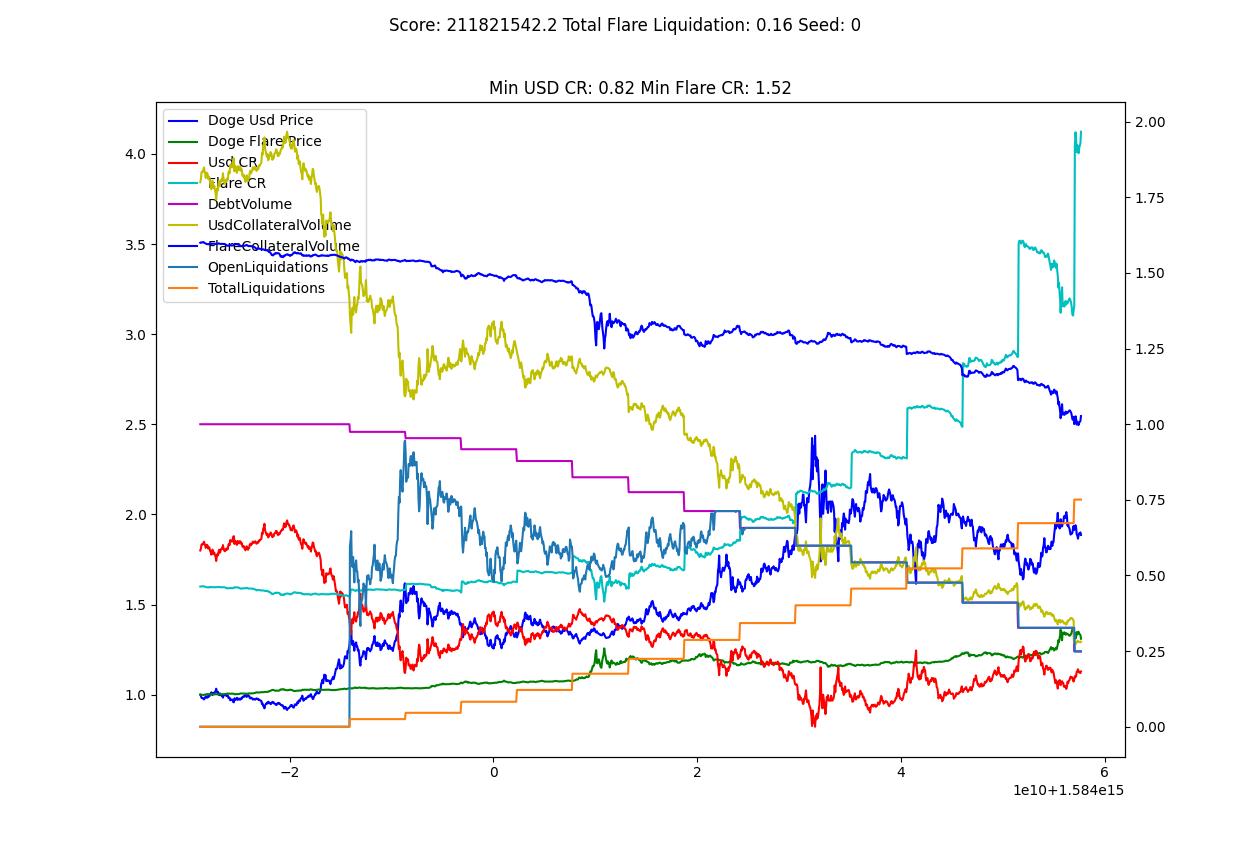 Score: 211821542.2 Total Flare Liquidation: 0.16 Seed: 0
Min USD CR: 0.82 Min Flare CR: 1.52
Doge Usd Price
Doge Flare Price
Usd CR
Flare CR
DebtVolume
UsdCollateralVolume
FlareCollateralVolume
OpenLiquidations
TotalLiquidations
4.0
3.5
3.0
2.5
2.0
1.5
1.0
2.00
1.75
1.50
1.25
1.00
0.75
0.50
0.25
0.00
−2
0
2
4
6
1e10+1.584e15